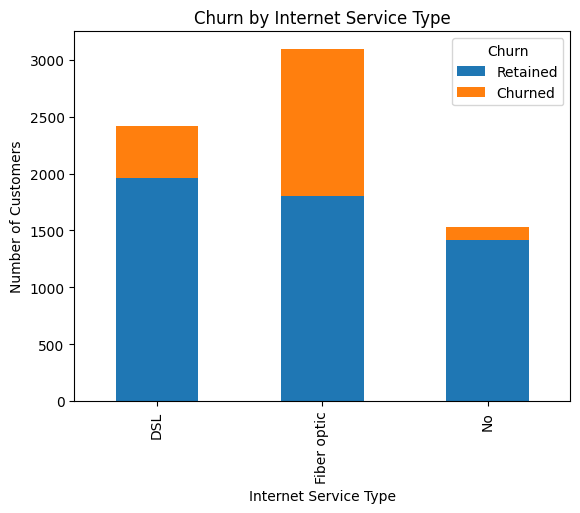 Churn by Internet Service Type
Churn
Retained
Churned
Number of Customers
3000
2500
2000
1500
1000
500
0
DSL
Fiber optic
No
Internet Service Type